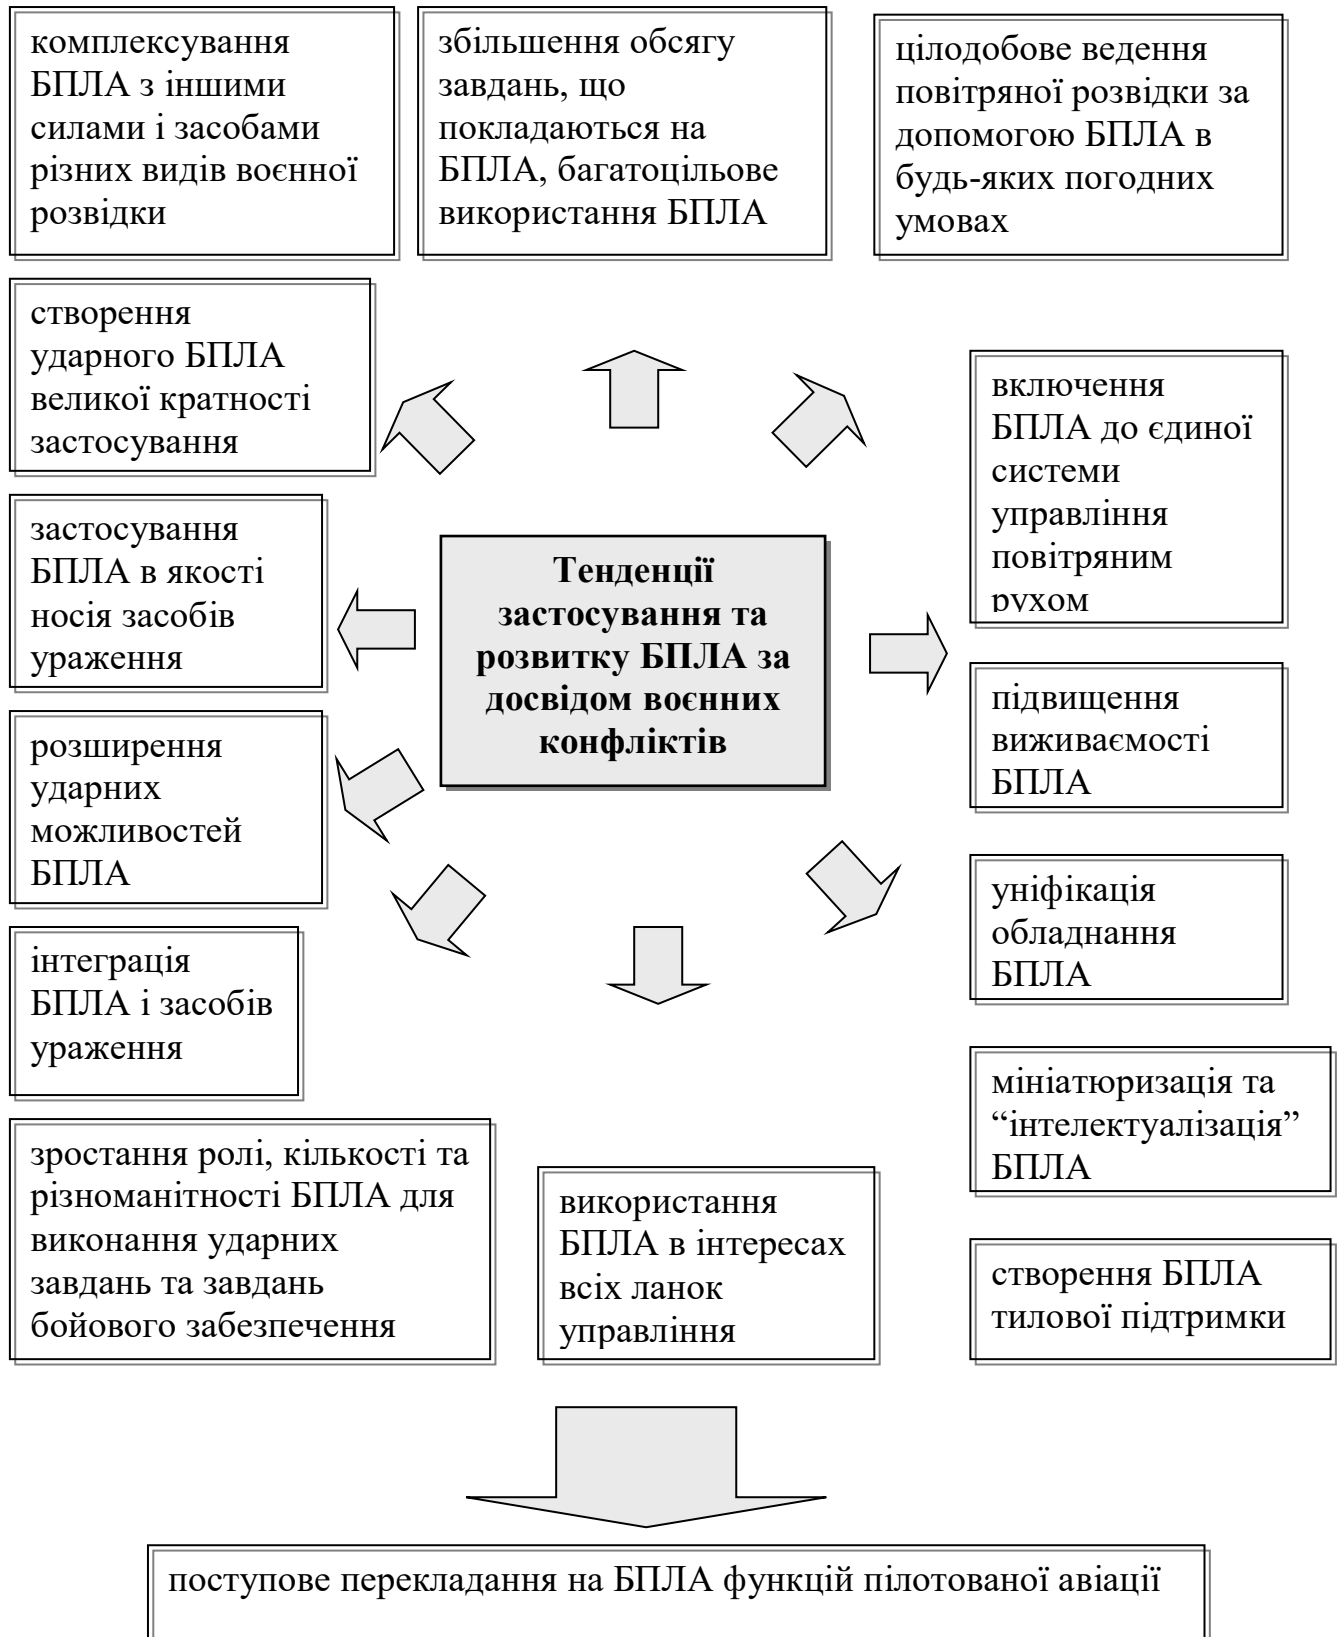 комплексування
БПЛА з іншими
силами і засобами
різних видів воєнної
розвідки
збільшення обсягу
завдань, що
покладаються на
БПЛА, багатоцільове
використання БПЛА
цілодобове ведення
повітряної розвідки за
допомогою БПЛА в
будь-яких погодних
умовах
створення
ударного БПЛА
великої кратності
застосування
включення
БПЛА до єдиної
системи
управління
повітряним
рухом
застосування
БПЛА в якості
носія засобів
ураження
Тенденції
застосування та
розвитку БПЛА за
досвідом воєнних
конфліктів
підвищення
виживаємості
БПЛА
розширення
ударних
можливостей
БПЛА
уніфікація
обладнання
БПЛА
інтеграція
БПЛА і засобів
ураження
мініатюризація та
“інтелектуалізація”
БПЛА
зростання ролі, кількості та
різноманітності БПЛА для
виконання ударних
завдань та завдань
бойового забезпечення
використання
БПЛА в інтересах
всіх ланок
управління
створення БПЛА
тилової підтримки
поступове перекладання на БПЛА функцій пілотованої авіації